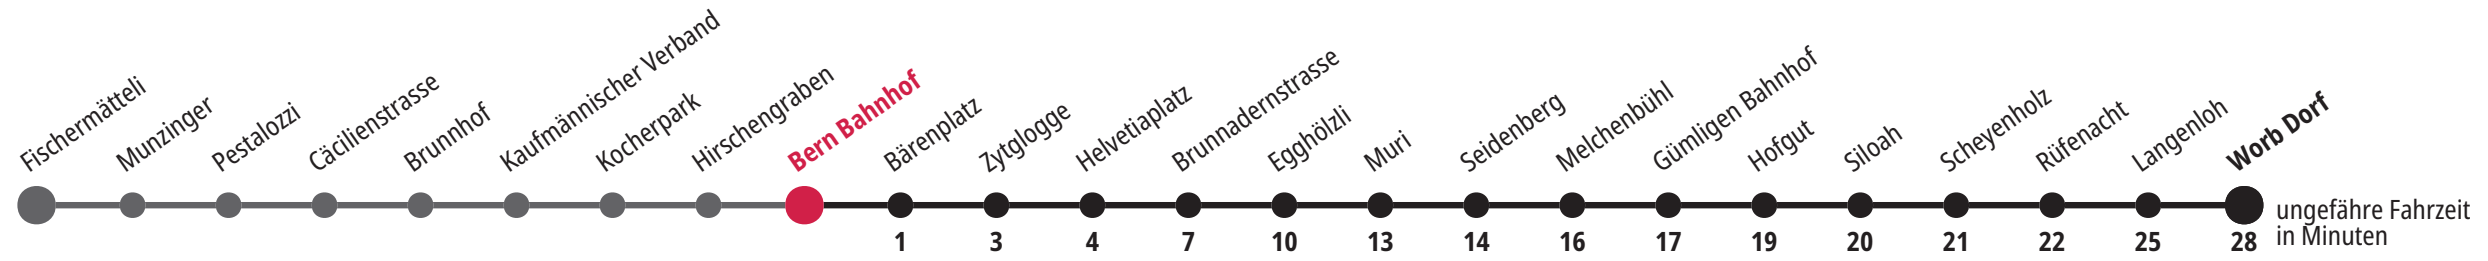 Fischermätteli
Munzinger
Pestalozzi
Cäcilienstrasse
Brunnhof
Kaufmännischer Verband
Kocherpark
Hirschengraben
Bern Bahnhof
Bärenplatz
Zytglogge
Helvetiaplatz
Brunnadernstrasse
Egghölzli
Muri
Seidenberg
Melchenbühl
Gümligen Bahnhof
Hofgut
Siloah
Scheyenholz
Rüfenacht
Langenloh
Worb Dorf
1 3 4 7 10 13 14 16 17 19 20 21 22 25 28
ungefähre Fahrzeit
in Minuten